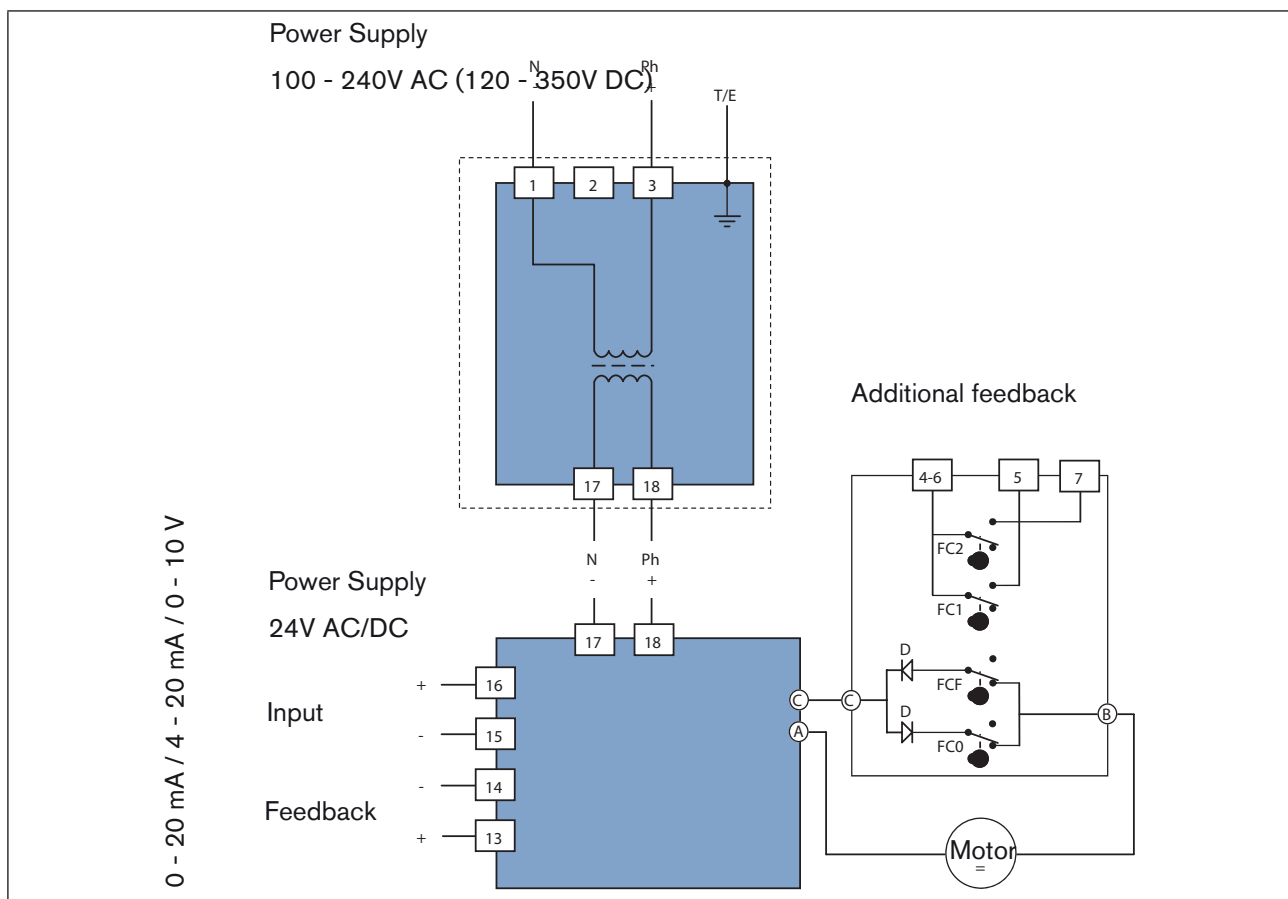 Power Supply
100 - 240V AC (120 - 350V DC)
N
-
Ph
+
T/E
1
2
3
17
18
N
-
Ph
+
Power Supply
24V AC/DC
17
18
0 - 20 mA / 4 - 20 mA / 0 - 10 V
+
16
Input
-
15
-
14
Feedback
+
13
C
A
Additional feedback
4-6
5
7
FC2
FC1
D
FCF
C
D
FC0
B
Motor
=